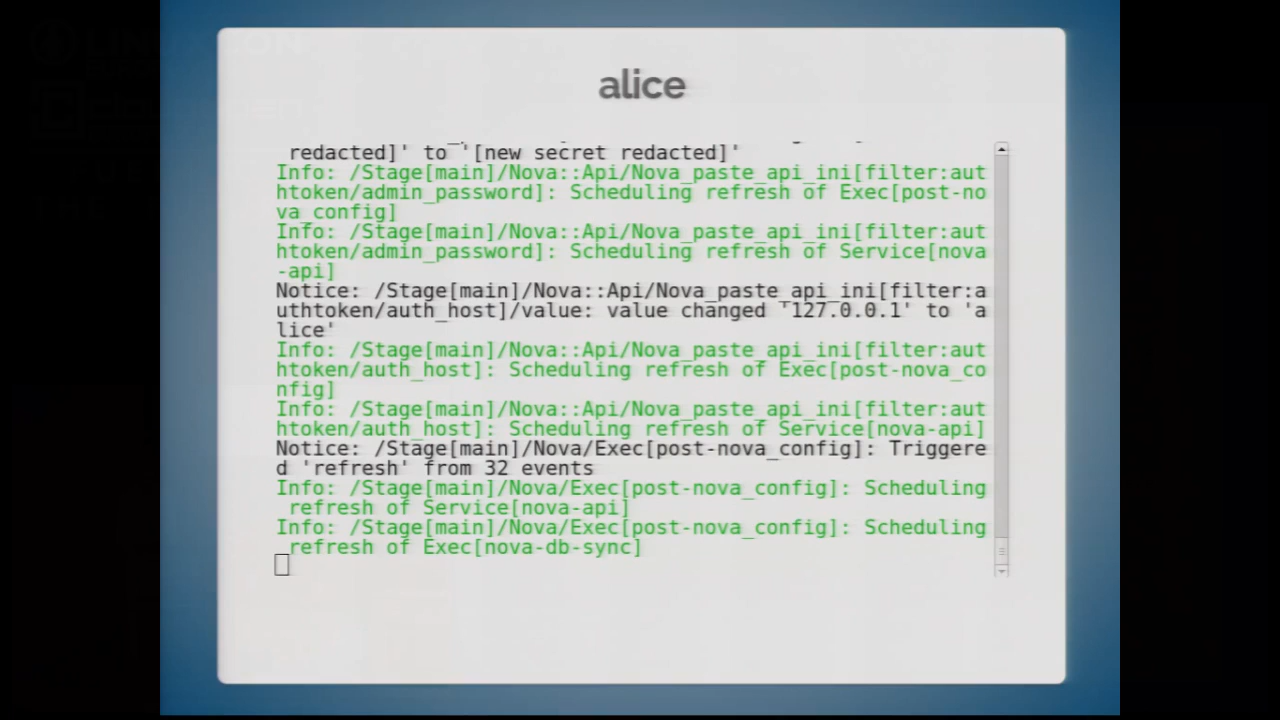 alice
redacted]' to '[new secret redacted]'
Info: /Stage[main]/Nova::Api/Nova_paste_api_ini[filter:aut
htoken/admin_password]: Scheduling refresh of Exec[post-no
va_config]
Info: /Stage[main]/Nova::Api/Nova_paste_api_ini[filter:aut
htoken/admin_password]: Scheduling refresh of Service[nova
-api]
Notice: /Stage[main]/Nova::Api/Nova_paste_api_ini[filter:a
uthtoken/auth_host]/value: value changed '127.0.0.1' to 'a
lice'
Info: /Stage[main]/Nova::Api/Nova_paste_api_ini[filter:aut
htoken/auth_host]: Scheduling refresh of Exec[post-nova_co
nfig]
Info: /Stage[main]/Nova::Api/Nova_paste_api_ini[filter:aut
htoken/auth_host]: Scheduling refresh of Service[nova-api]
Notice: /Stage[main]/Nova/Exec[post-nova_config]: Triggere
d 'refresh' from 32 events
Info: /Stage[main]/Nova/Exec[post-nova_config]: Scheduling
 refresh of Service[nova-api]
Info: /Stage[main]/Nova/Exec[post-nova_config]: Scheduling
 refresh of Exec[nova-db-sync]